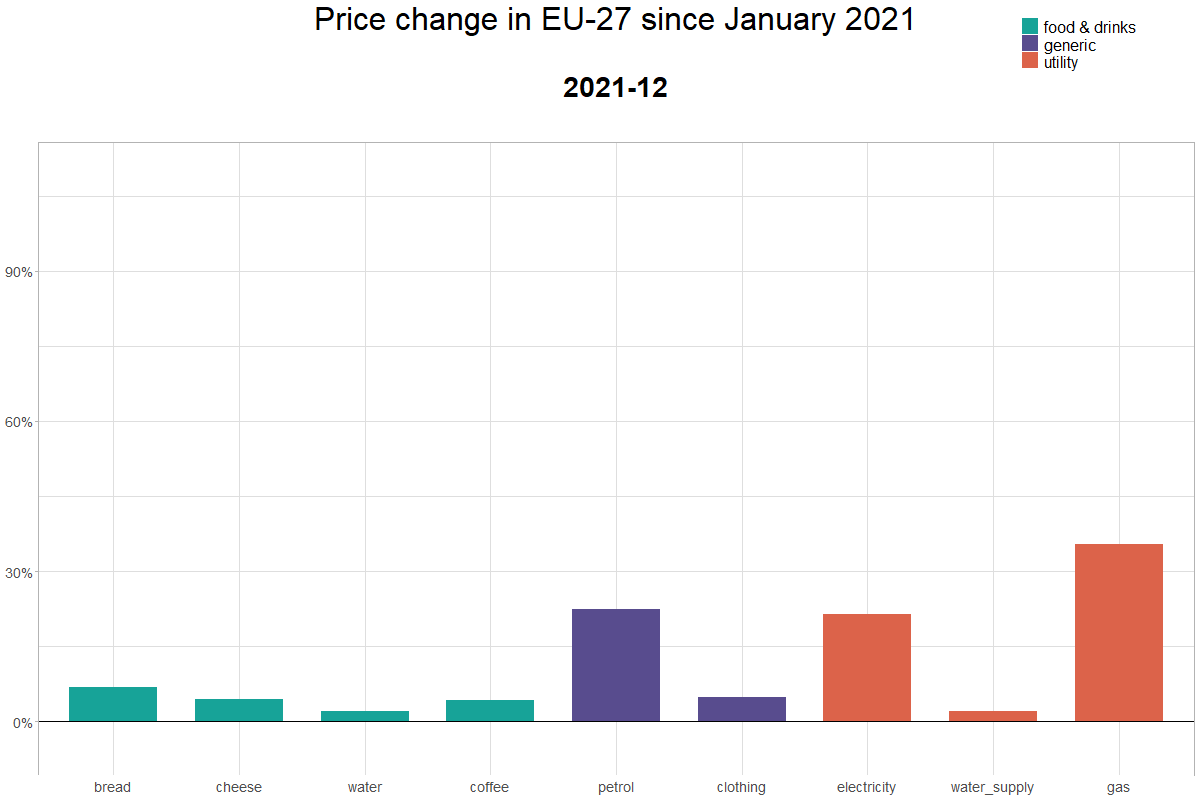 Price change in EU-27 since January 2021
food & drinks
generic
utility
2021-12
90%
60%
30%
0%
bread cheese water coffee petrol clothing electricity water_supply gas